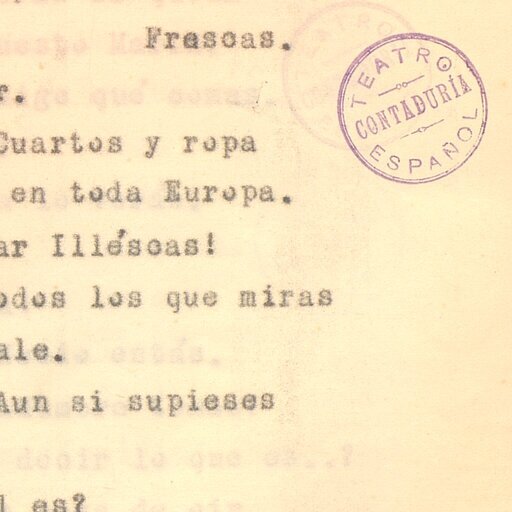 Frescas.
r.
Cuartos y ropa
en toda Europa.
ar Illéscas!
odos los que miras
ale.
Aun si supieses
l es?
TEATRO
CONTADURÍA
ESPAÑOL